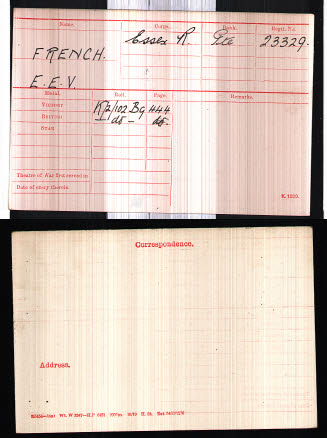 Name. Corps. Rank. Regtl. No.
FRENCH. Essex R. Pte 23329.
E.E.V.
Medal. Roll. Page. Remarks.
VICTORY K/2/102.B9 444
BRITISH do - do.
STAR
Theatre of War first served in
Date of entry therein
K. 1380.
Correspondence.
Address.